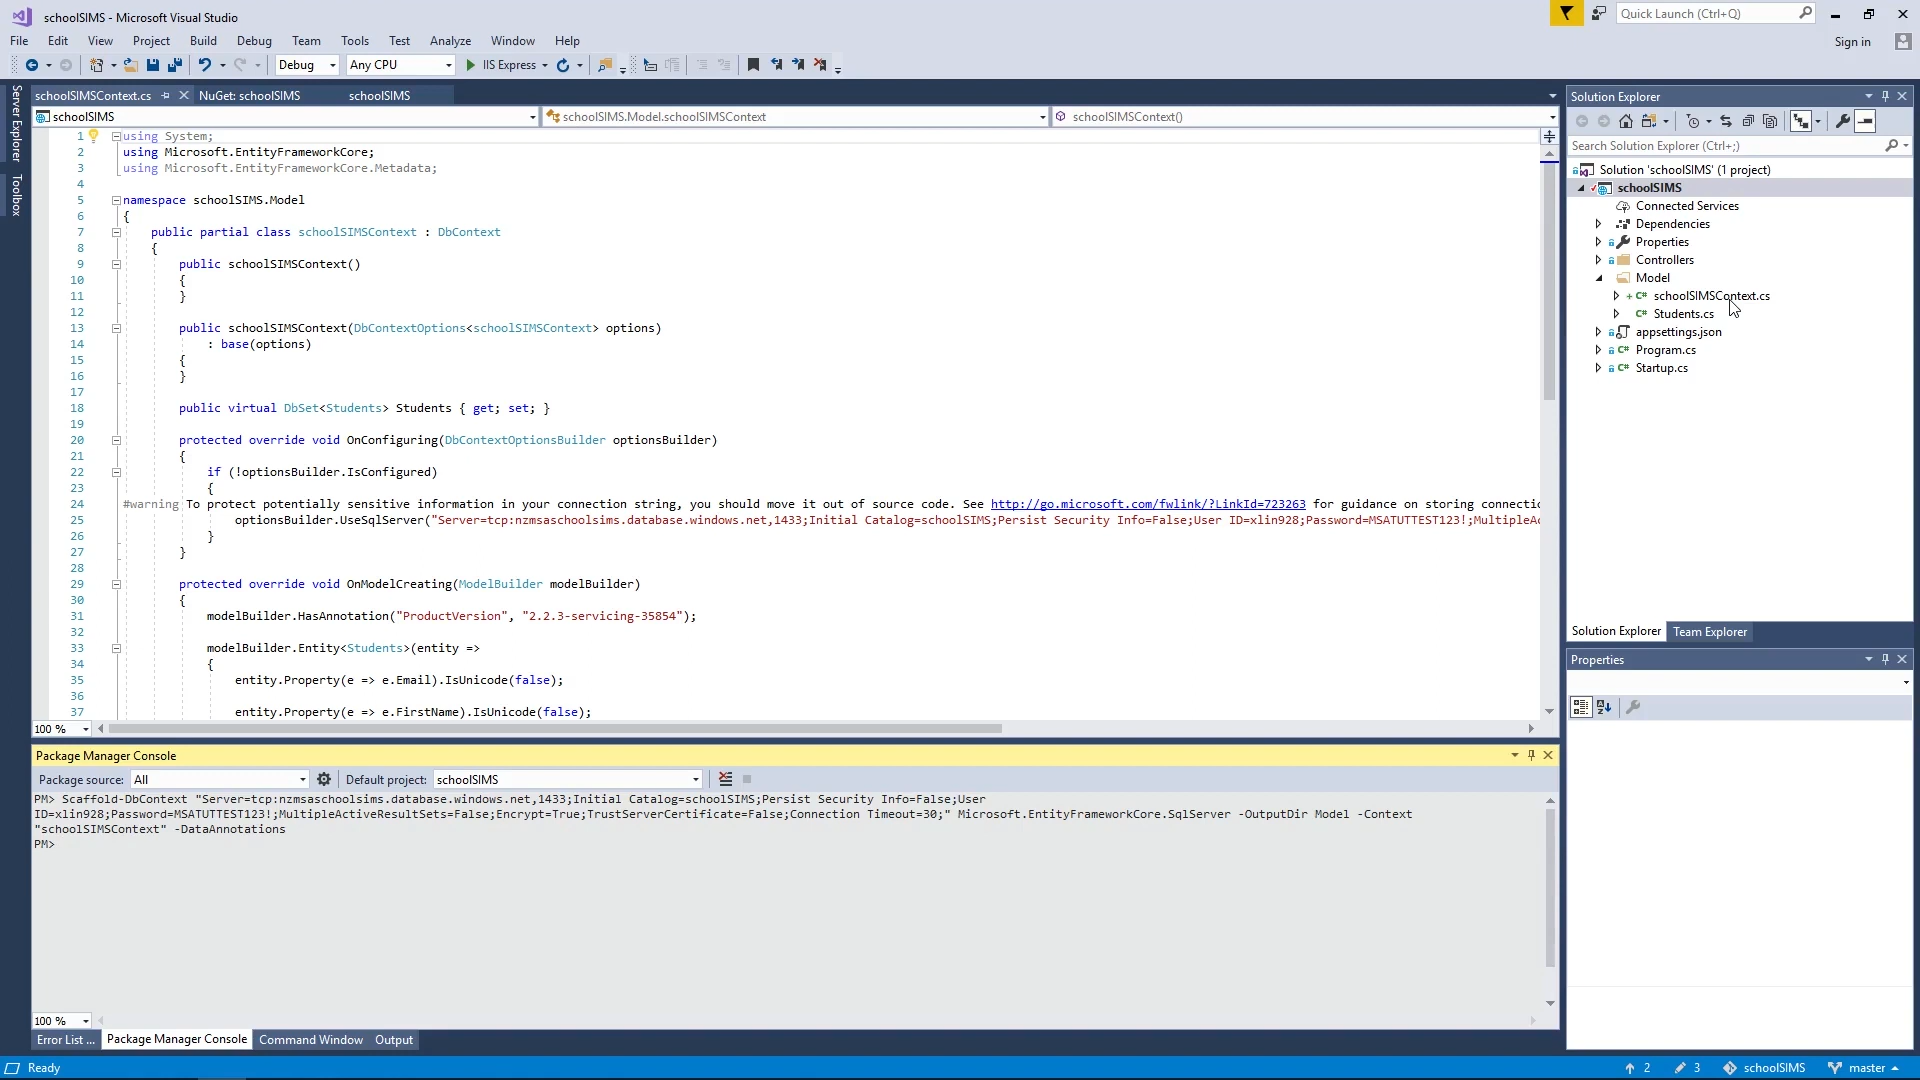 schoolSIMS - Microsoft Visual Studio
Quick Launch (Ctrl+Q)
File Edit View Project Build Debug Team Tools Test Analyze Window Help
Sign in
Debug Any CPU IIS Express
Server Explorer
Toolbox
schoolSIMSContext.cs NuGet: schoolSIMS schoolSIMS
schoolSIMS schoolSIMS.Model.schoolSIMSContext schoolSIMSContext()
1 using System;
2 using Microsoft.EntityFrameworkCore;
3 using Microsoft.EntityFrameworkCore.Metadata;
4
5 namespace schoolSIMS.Model
6 {
7 public partial class schoolSIMSContext : DbContext
8 {
9 public schoolSIMSContext()
10 {
11 }
12
13 public schoolSIMSContext(DbContextOptions<schoolSIMSContext> options)
14 : base(options)
15 {
16 }
17
18 public virtual DbSet<Students> Students { get; set; }
19
20 protected override void OnConfiguring(DbContextOptionsBuilder optionsBuilder)
21 {
22 if (!optionsBuilder.IsConfigured)
23 {
24 #warning To protect potentially sensitive information in your connection string, you should move it out of source code. See http://go.microsoft.com/fwlink/?LinkId=723263 for guidance on storing connectio
25 optionsBuilder.UseSqlServer("Server=tcp:nzmsaschoolsims.database.windows.net,1433;Initial Catalog=schoolSIMS;Persist Security Info=False;User ID=xlin928;Password=MSATUTTEST123!;MultipleA
26 }
27 }
28
29 protected override void OnModelCreating(ModelBuilder modelBuilder)
30 {
31 modelBuilder.HasAnnotation("ProductVersion", "2.2.3-servicing-35854");
32
33 modelBuilder.Entity<Students>(entity =>
34 {
35 entity.Property(e => e.Email).IsUnicode(false);
36
37 entity.Property(e => e.FirstName).IsUnicode(false);
100 %
Package Manager Console
Package source: All Default project: schoolSIMS
PM> Scaffold-DbContext "Server=tcp:nzmsaschoolsims.database.windows.net,1433;Initial Catalog=schoolSIMS;Persist Security Info=False;User
ID=xlin928;Password=MSATUTTEST123!;MultipleActiveResultSets=False;Encrypt=True;TrustServerCertificate=False;Connection Timeout=30;" Microsoft.EntityFrameworkCore.SqlServer -OutputDir Model -Context
"schoolSIMSContext" -DataAnnotations
PM>
100 %
Error List ... Package Manager Console Command Window Output
Solution Explorer
Search Solution Explorer (Ctrl+;)
Solution 'schoolSIMS' (1 project)
schoolSIMS
Connected Services
Dependencies
Properties
Controllers
Model
C# schoolSIMSContext.cs
C# Students.cs
appsettings.json
C# Program.cs
C# Startup.cs
Solution Explorer Team Explorer
Properties
Ready
2 3 schoolSIMS master